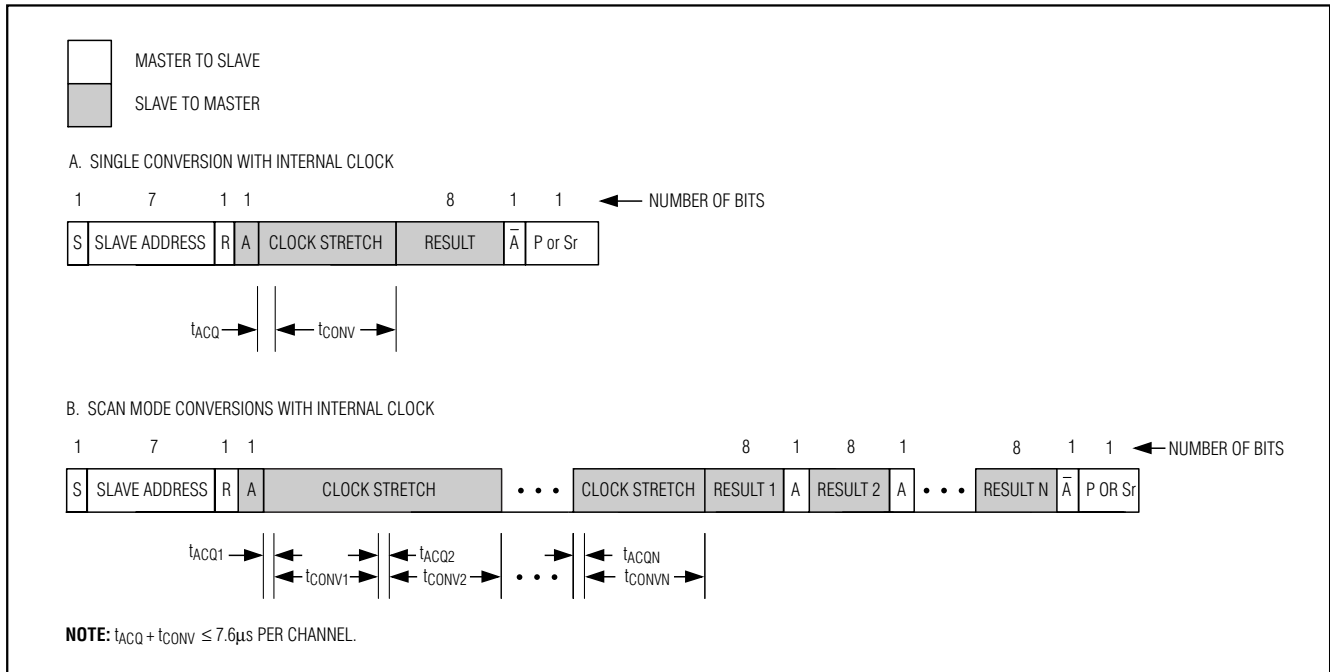 MASTER TO SLAVE
SLAVE TO MASTER
A. SINGLE CONVERSION WITH INTERNAL CLOCK
1 7 1 1 8 1 1 NUMBER OF BITS
S SLAVE ADDRESS R A CLOCK STRETCH RESULT A̅ P or Sr
tACQ tCONV
B. SCAN MODE CONVERSIONS WITH INTERNAL CLOCK
1 7 1 1 8 1 8 1 8 1 1 NUMBER OF BITS
S SLAVE ADDRESS R A CLOCK STRETCH • • • CLOCK STRETCH RESULT 1 A RESULT 2 A • • • RESULT N A̅ P OR Sr
tACQ1 tACQ2 tACQN
tCONV1 tCONV2 • • • tCONVN
NOTE: tACQ + tCONV ≤ 7.6μs PER CHANNEL.